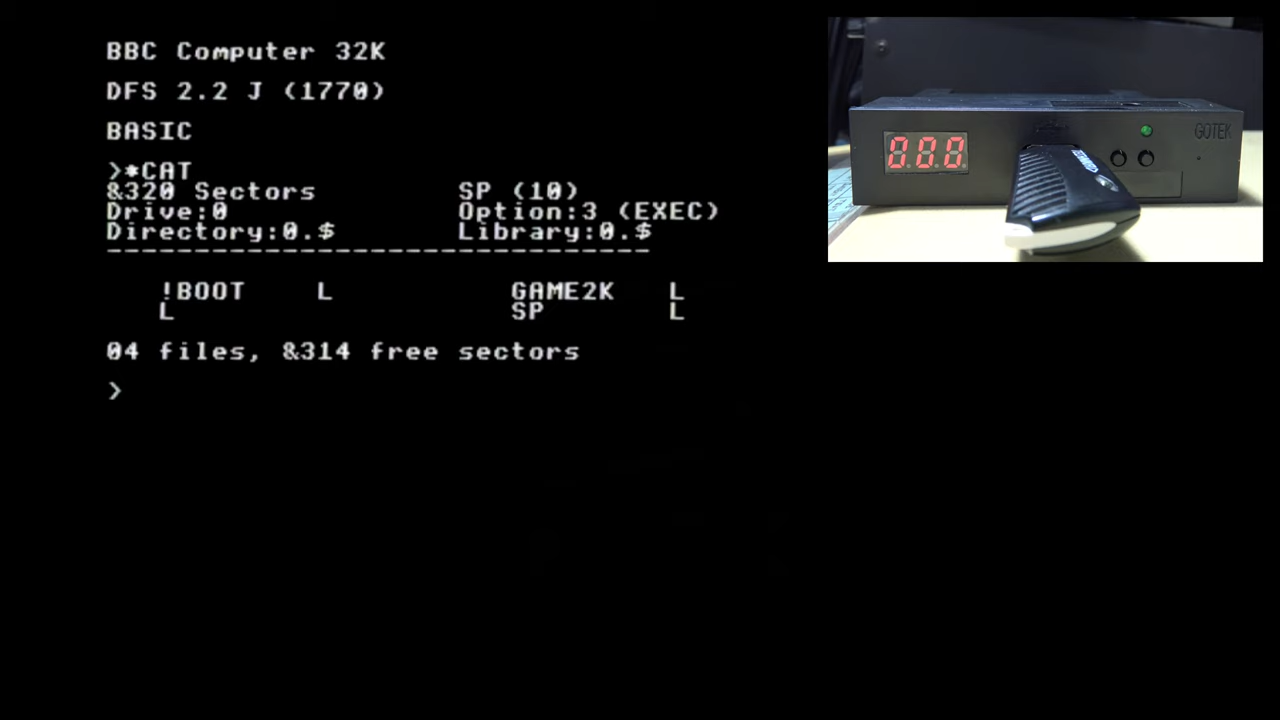 BBC Computer 32K
DFS 2.2 J (1770)
BASIC
>*CAT
&320 Sectors SP (10)
Drive:0 Option:3 (EXEC)
Directory:0.$ Library:0.$
-------------------------------
!BOOT L GAME2K L
L SP L
04 files, &314 free sectors
>
000
GOTEK